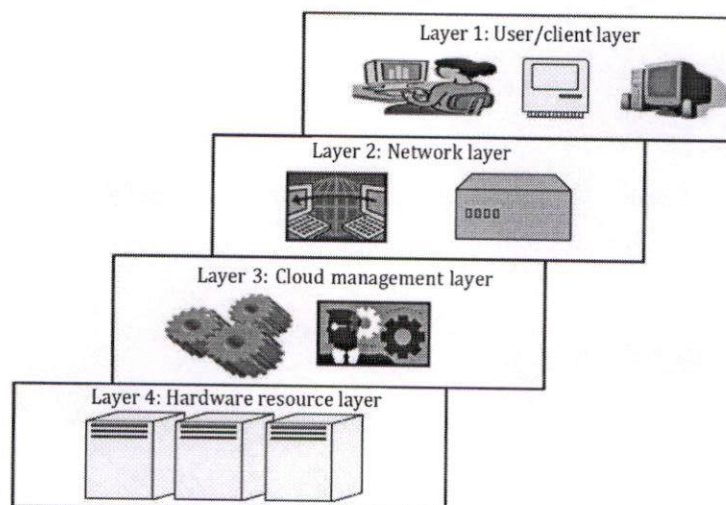 Layer 1: User/client layer
Layer 2: Network layer
Layer 3: Cloud management layer
Layer 4: Hardware resource layer